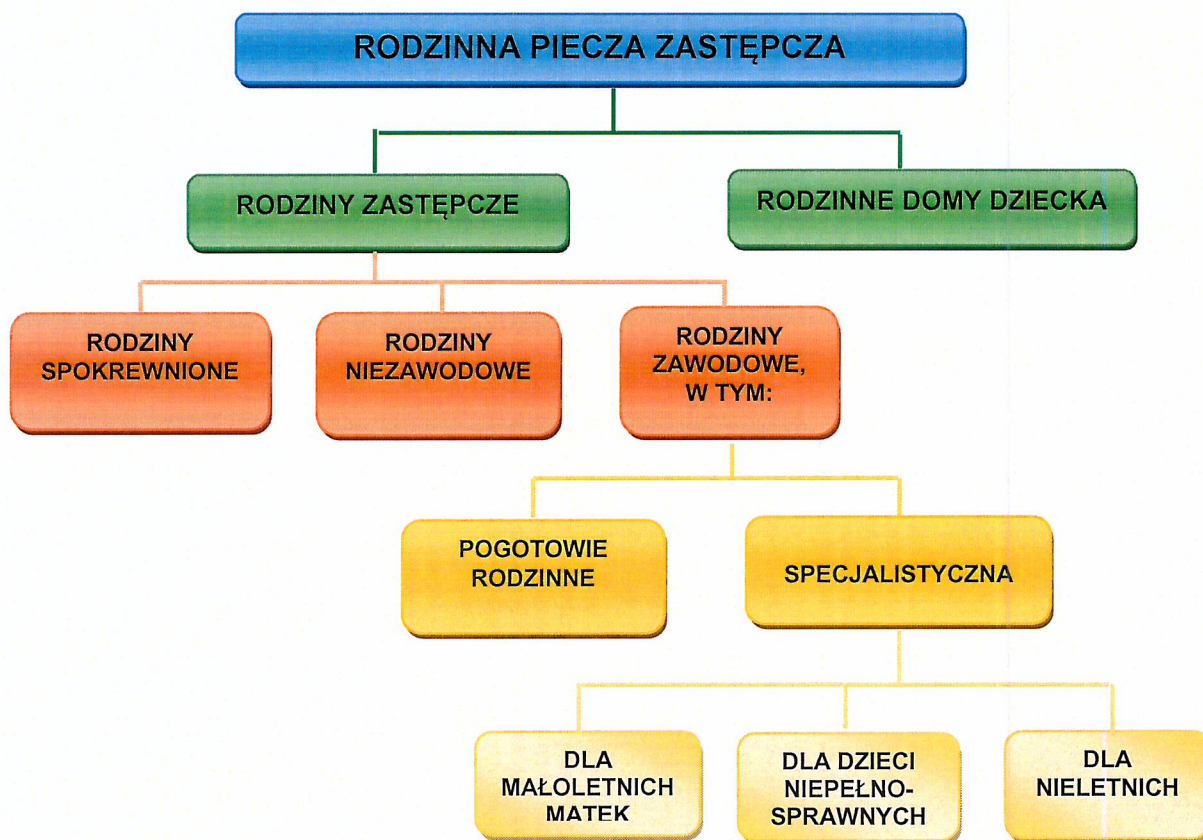 RODZINNA PIECZA ZASTĘPCZA
RODZINY ZASTĘPCZE
RODZINNE DOMY DZIECKA
RODZINY
SPOKREWNIONE
RODZINY
NIEZAWODOWE
RODZINY
ZAWODOWE,
W TYM:
POGOTOWIE
RODZINNE
SPECJALISTYCZNA
DLA
MAŁOLETNICH
MATEK
DLA DZIECI
NIEPEŁNO-
SPRAWNYCH
DLA
NIELETNICH